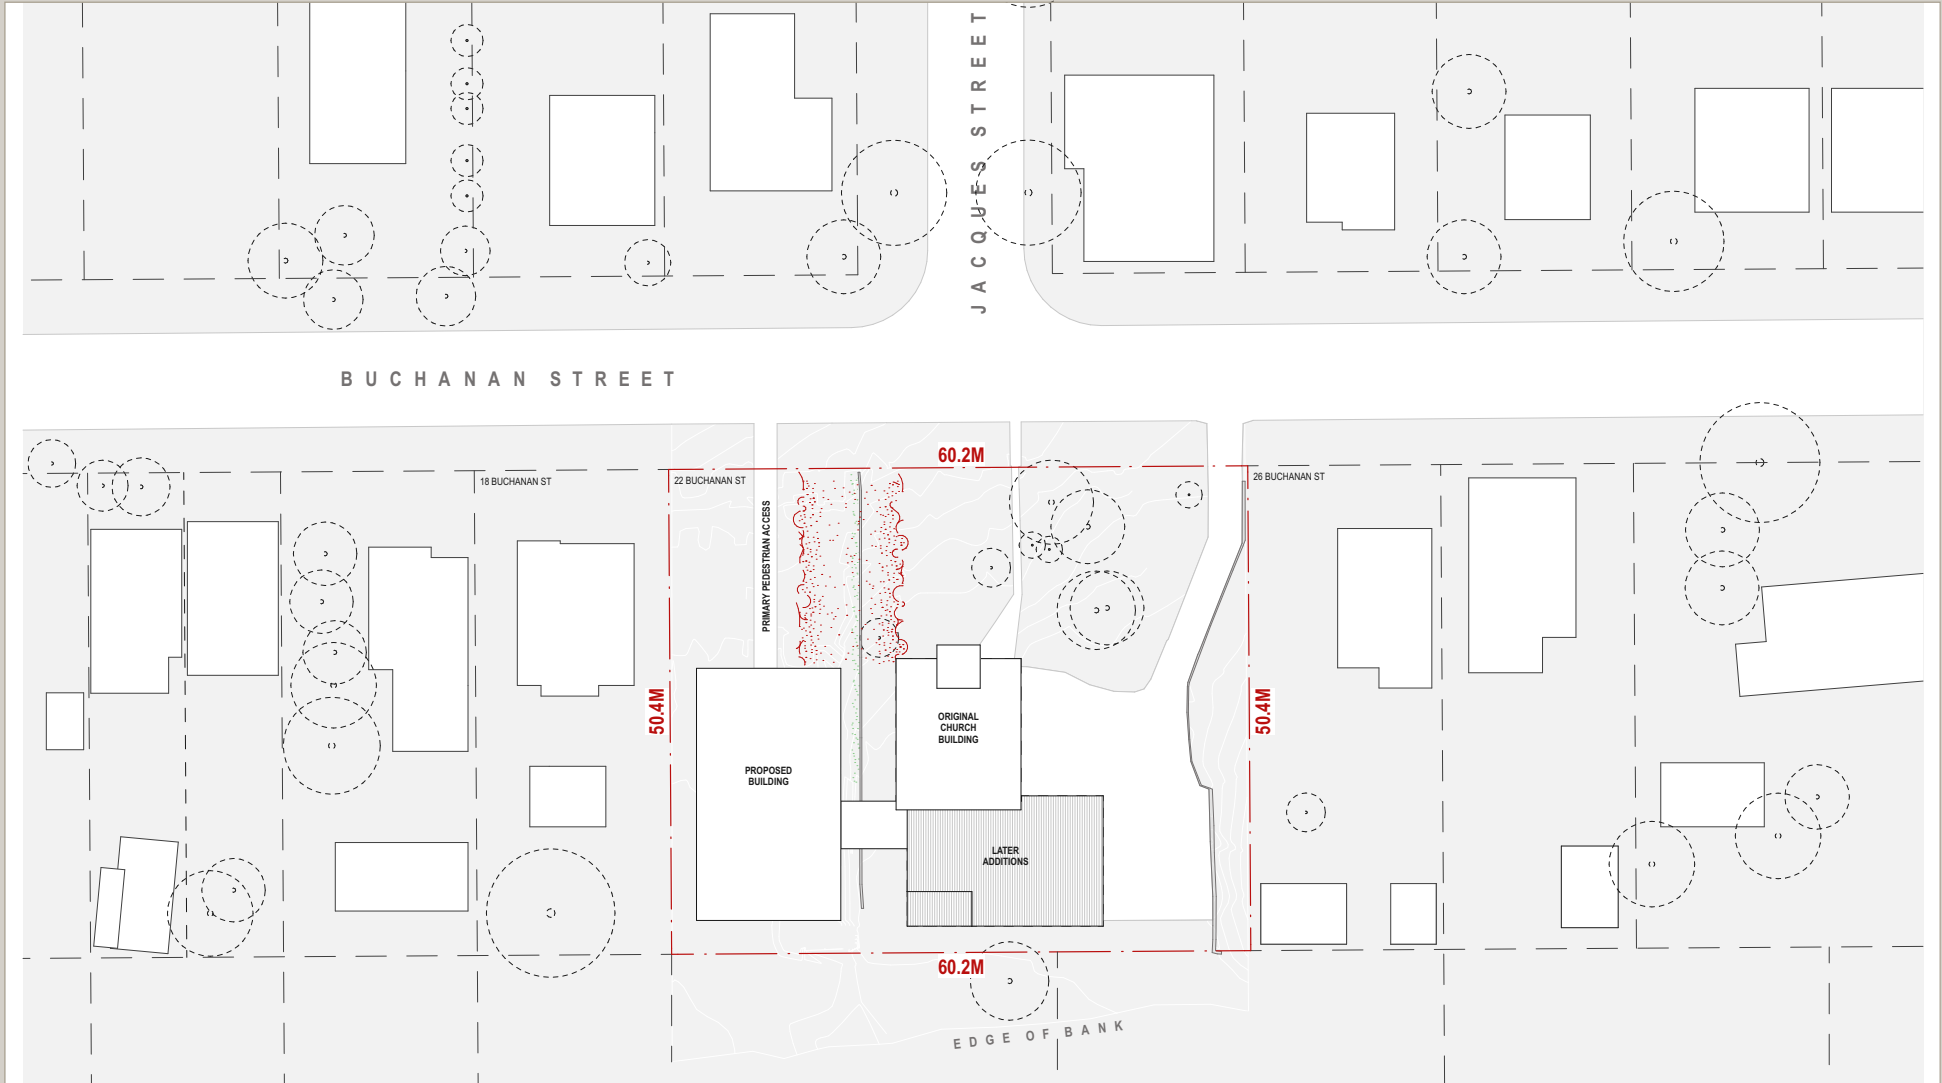 JACQUES STREET
BUCHANAN STREET
60.2M
18 BUCHANAN ST
22 BUCHANAN ST
26 BUCHANAN ST
PRIMARY PEDESTRIAN ACCESS
50.4M
50.4M
ORIGINAL
CHURCH
BUILDING
PROPOSED
BUILDING
LATER
ADDITIONS
60.2M
EDGE OF BANK